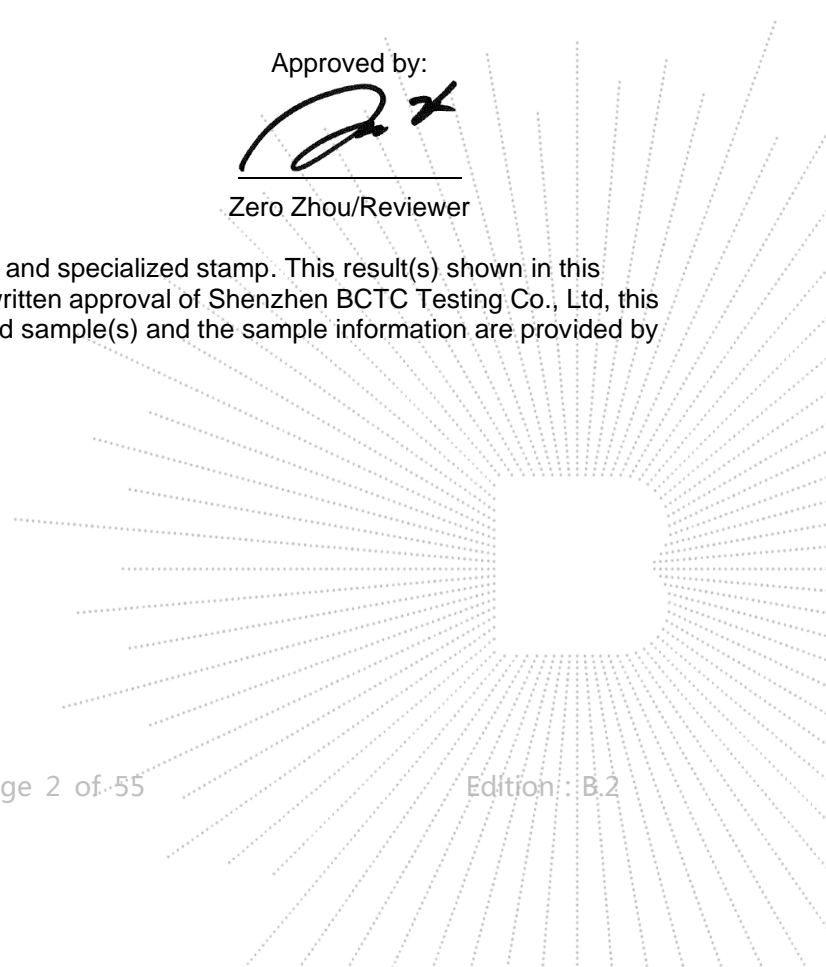 Approved by:
Zero Zhou/Reviewer
and specialized stamp. This result(s) shown in this
written approval of Shenzhen BCTC Testing Co., Ltd, this
d sample(s) and the sample information are provided by
ge 2 of 55 Edition : B.2